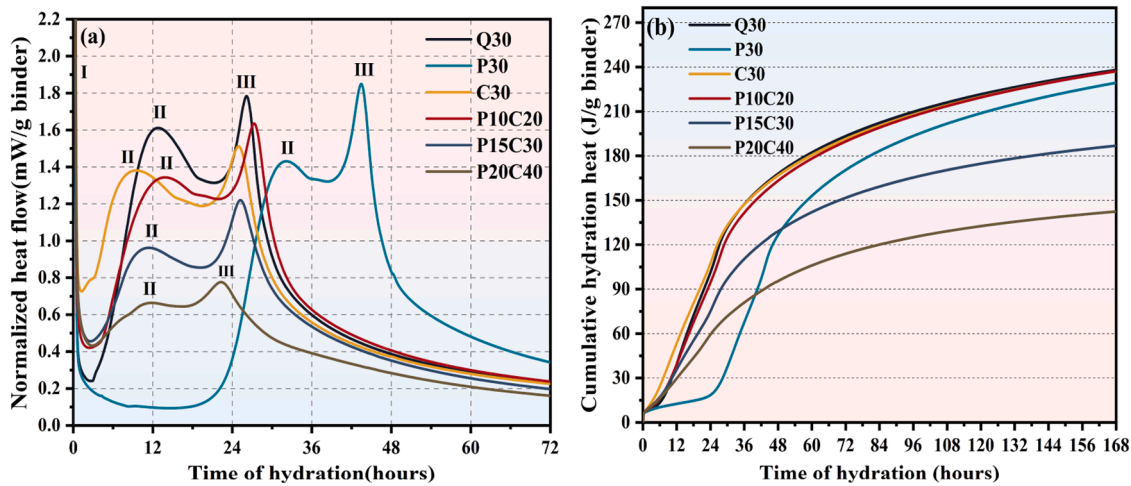 (a)
Q30
P30
C30
P10C20
P15C30
P20C40
I
II
II
II
II
II
II
III
III
III
2.2
2.0
1.8
1.6
1.4
1.2
1.0
0.8
0.6
0.4
0.2
0.0
Normalized heat flow(mW/g binder)
0 12 24 36 48 60 72
Time of hydration(hours)
(b)
Q30
P30
C30
P10C20
P15C30
P20C40
270
240
210
180
150
120
90
60
30
0
Cumulative hydration heat (J/g binder)
0 12 24 36 48 60 72 84 96 108 120 132 144 156 168
Time of hydration (hours)